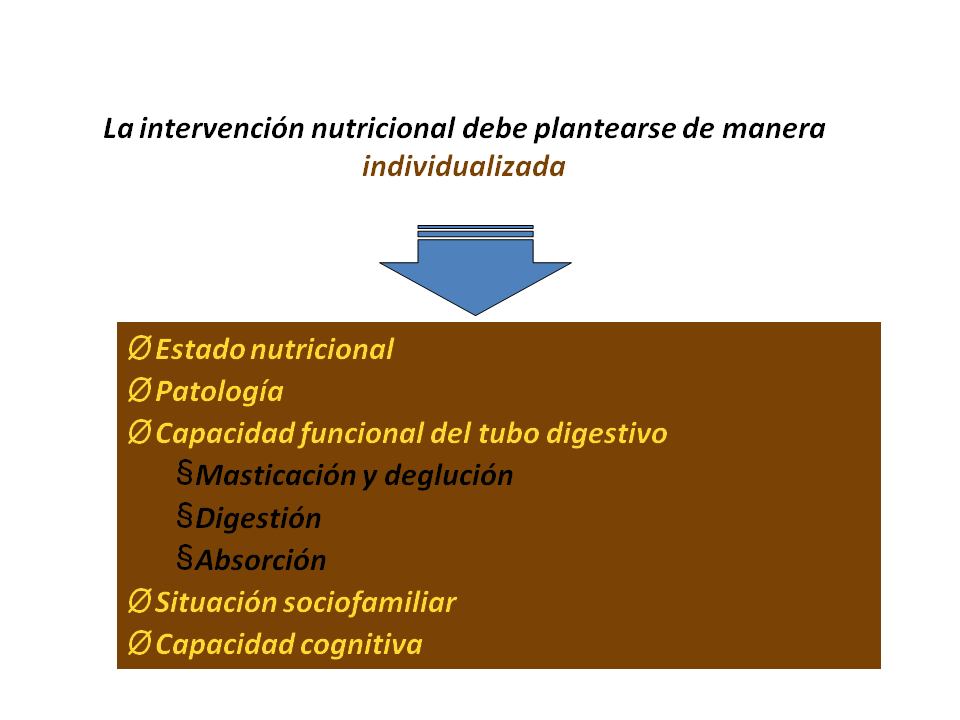 La intervención nutricional debe plantearse de manera
individualizada
Ø Estado nutricional
Ø Patología
Ø Capacidad funcional del tubo digestivo
§ Masticación y deglución
§ Digestión
§ Absorción
Ø Situación sociofamiliar
Ø Capacidad cognitiva